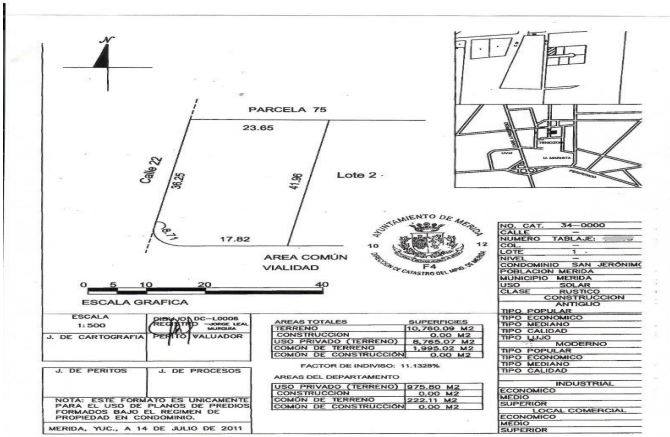 N
PARCELA 75
23.65
Calle 22
36.25
41.96
Lote 2
8.71
17.82
AREA COMÚN
VIALIDAD
AYUNTAMIENTO DE MERIDA
10 12
F4
DIRECCION DE CATASTRO DEL MPIO. DE MERIDA
0 5 10 20 40
ESCALA GRAFICA
ESCALA
1:500
DIBUJO: DC-L0006
REGISTRO -JORGE LEAL
J. DE CARTOGRAFIA
PERITO VALUADOR
J. DE PERITOS
J. DE PROCESOS
NOTA: ESTE FORMATO ES UNICAMENTE
PARA EL USO DE PLANOS DE PREDIOS
FORMADOS BAJO EL REGIMEN DE
PROPIEDAD EN CONDOMINIO.
MERIDA, YUC., A 14 DE JULIO DE 2011
AREAS TOTALES SUPERFICIES
TERRENO 10,760.09 M2
CONSTRUCCION 0.00 M2
USO PRIVADO (TERRENO) 8,765.07 M2
COMÚN DE TERRENO 1,995.02 M2
COMÚN DE CONSTRUCCIÓN 0.00 M2
FACTOR DE INDIVISO: 11.1328%
AREAS DEL DEPARTAMENTO
USO PRIVADO (TERRENO) 975.80 M2
CONSTRUCCION 0.00 M2
COMÚN DE TERRENO 222.11 M2
COMÚN DE CONSTRUCCIÓN 0.00 M2
NO. CAT. 34-0000
CALLE -
NUMERO TABLAJE:
COL. -
LOTE 1
NIVEL -
CONDOMINIO SAN JERÓNIMO
POBLACION MERIDA
MUNICIPIO MERIDA
USO SOLAR
CLASE RUSTICO
CONSTRUCCION
ANTIGUO
TIPO POPULAR
TIPO ECONOMICO
TIPO MEDIANO
TIPO CALIDAD
TIPO LUJO
MODERNO
TIPO POPULAR
TIPO ECONOMICO
TIPO MEDIANO
TIPO CALIDAD
INDUSTRIAL
ECONOMICO
MEDIO
SUPERIOR
LOCAL COMERCIAL
ECONOMICO
MEDIO
SUPERIOR